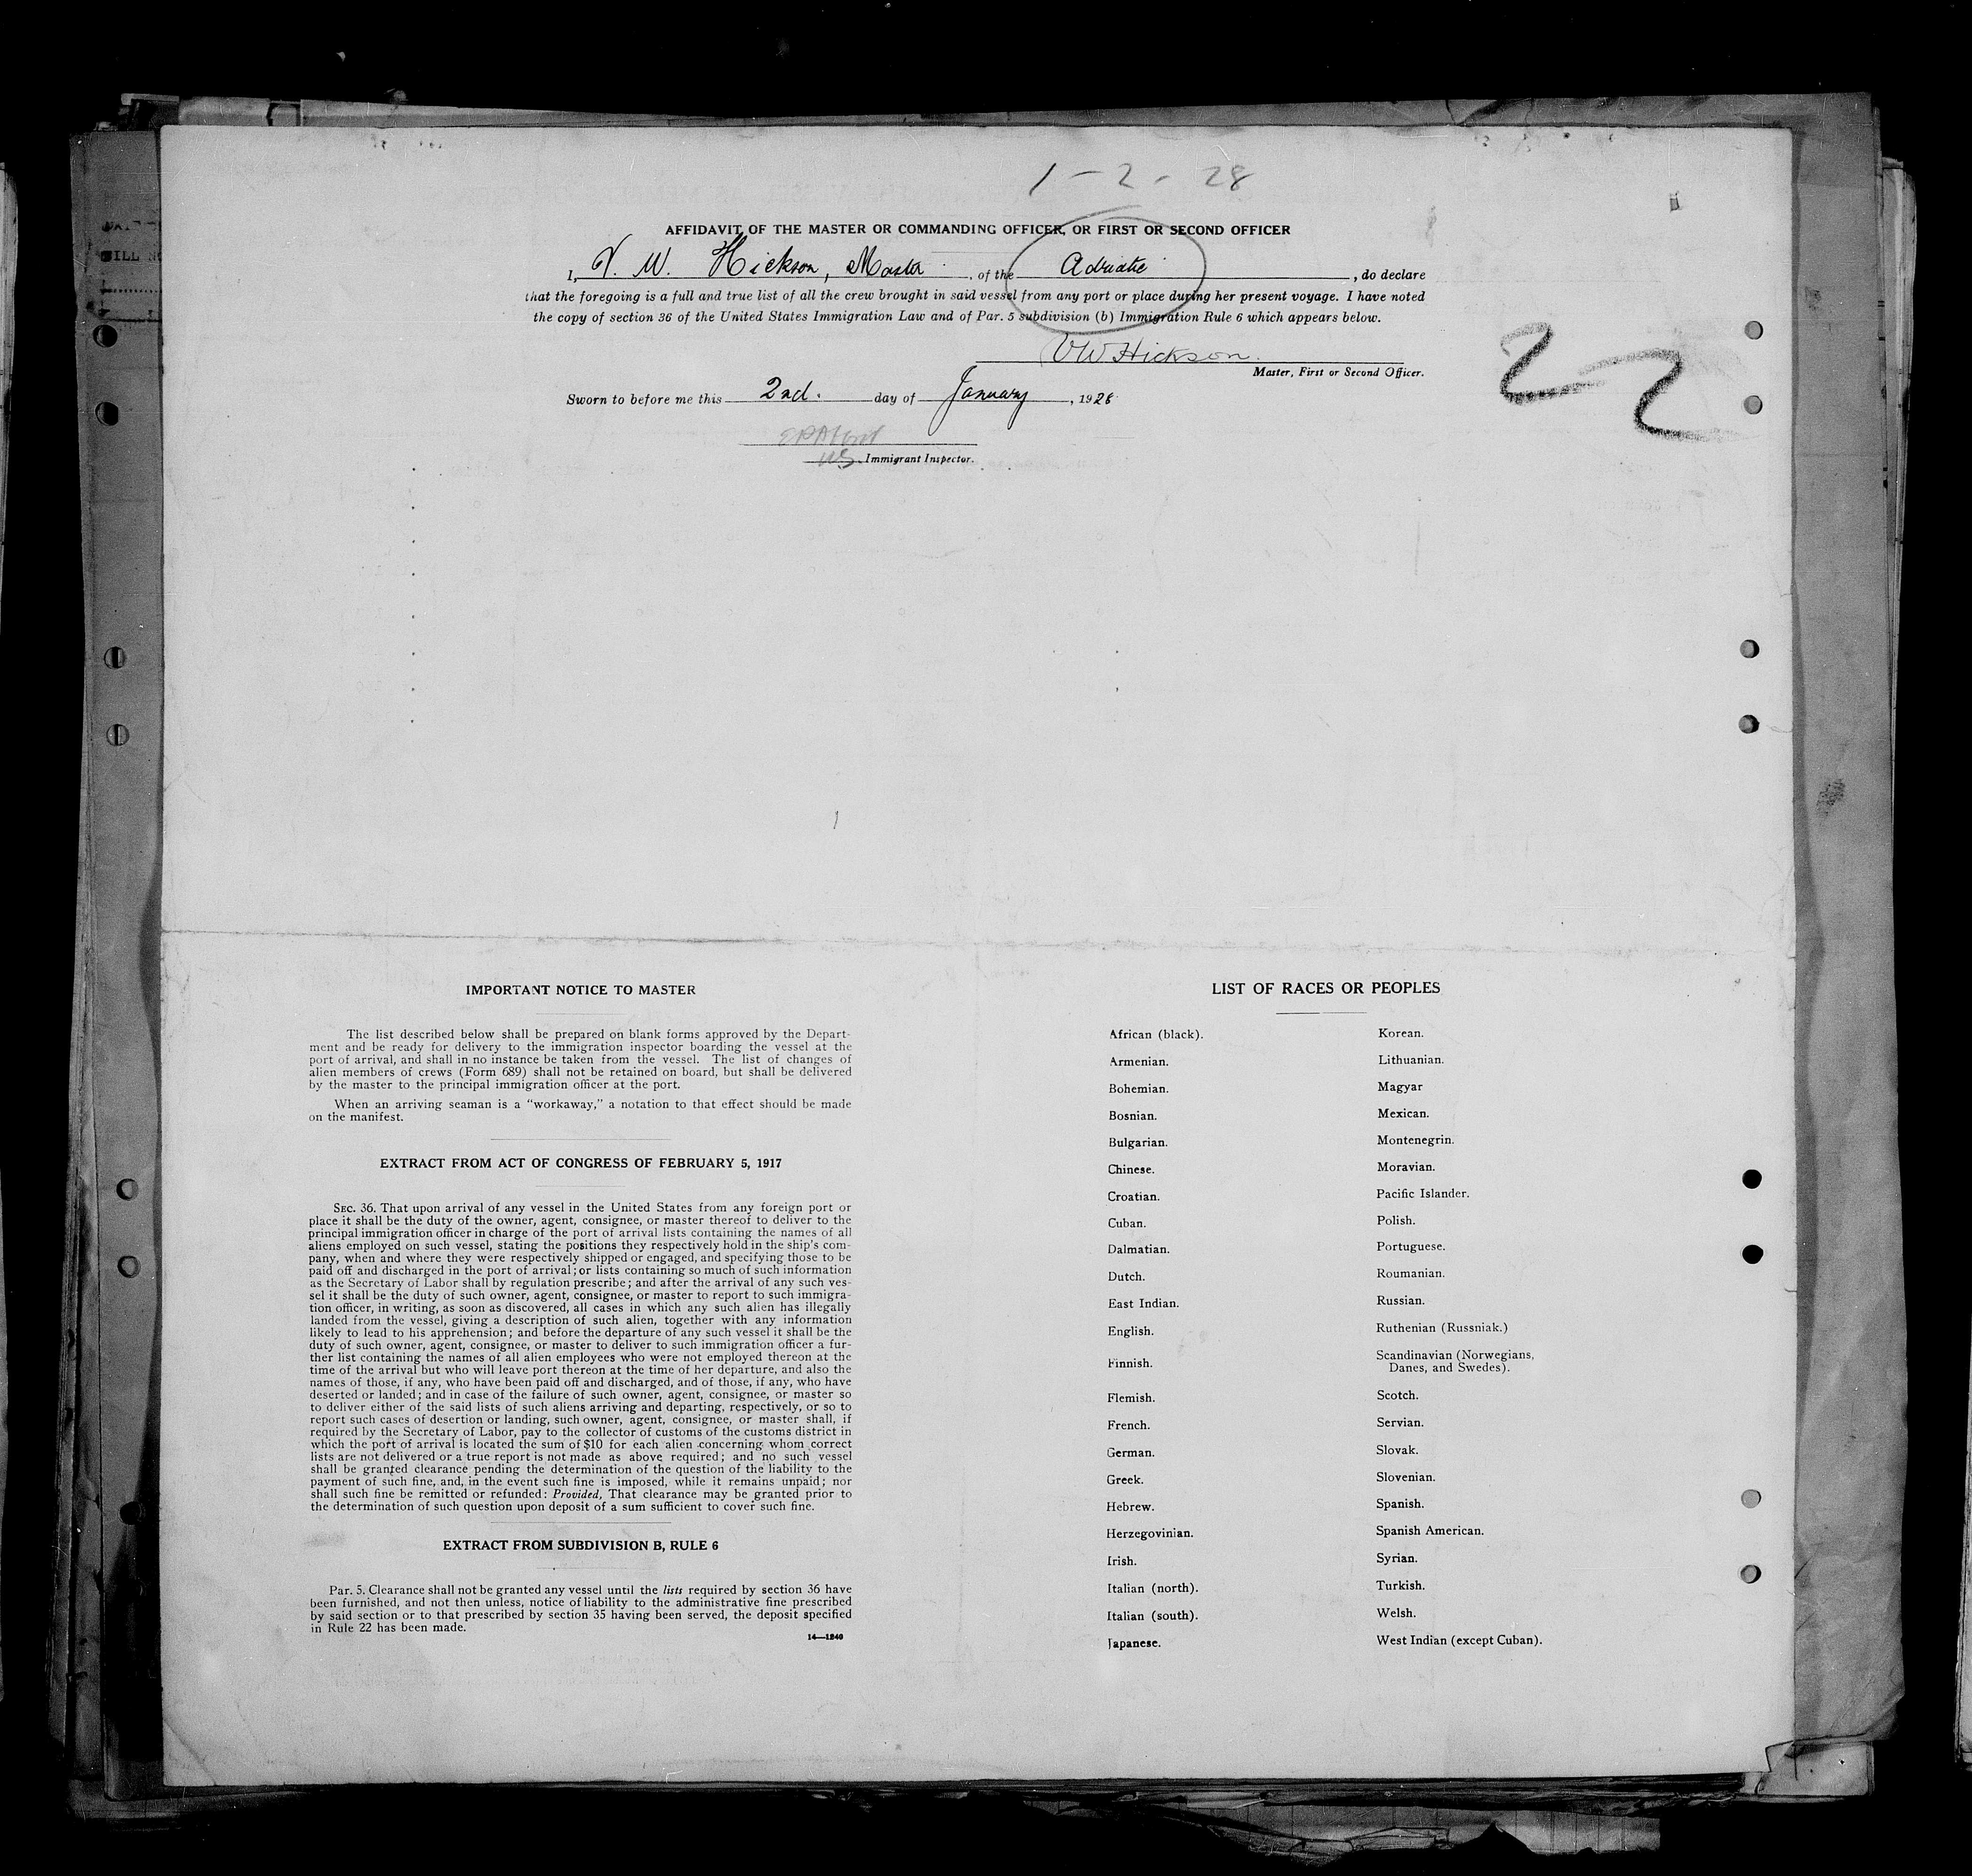 1-2-28
AFFIDAVIT OF THE MASTER OR COMMANDING OFFICER, OR FIRST OR SECOND OFFICER
I, V. W. Hickson, Master of the Adriatic, do declare
that the foregoing is a full and true list of all the crew brought in said vessel from any port or place during her present voyage. I have noted
the copy of section 36 of the United States Immigration Law and of Par. 5 subdivision (b) Immigration Rule 6 which appears below.
VW Hickson.
Master, First or Second Officer.
22
Sworn to before me this 2nd. day of January, 1928
US. Immigrant Inspector.
IMPORTANT NOTICE TO MASTER
The list described below shall be prepared on blank forms approved by the Depart-
ment and be ready for delivery to the immigration inspector boarding the vessel at the
port of arrival, and shall in no instance be taken from the vessel. The list of changes of
alien members of crews (Form 689) shall not be retained on board, but shall be delivered
by the master to the principal immigration officer at the port.
When an arriving seaman is a "workaway," a notation to that effect should be made
on the manifest.
EXTRACT FROM ACT OF CONGRESS OF FEBRUARY 5, 1917
SEC. 36. That upon arrival of any vessel in the United States from any foreign port or
place it shall be the duty of the owner, agent, consignee, or master thereof to deliver to the
principal immigration officer in charge of the port of arrival lists containing the names of all
aliens employed on such vessel, stating the positions they respectively hold in the ship's com-
pany, when and where they were respectively shipped or engaged, and specifying those to be
paid off and discharged in the port of arrival; or lists containing so much of such information
as the Secretary of Labor shall by regulation prescribe; and after the arrival of any such ves-
sel it shall be the duty of such owner, agent, consignee, or master to report to such immigra-
tion officer, in writing, as soon as discovered, all cases in which any such alien has illegally
landed from the vessel, giving a description of such alien, together with any information
likely to lead to his apprehension; and before the departure of any such vessel it shall be the
duty of such owner, agent, consignee, or master to deliver to such immigration officer a fur-
ther list containing the names of all alien employees who were not employed thereon at the
time of the arrival but who will leave port thereon at the time of her departure, and also the
names of those, if any, who have been paid off and discharged, and of those, if any, who have
deserted or landed; and in case of the failure of such owner, agent, consignee, or master so
to deliver either of the said lists of such aliens arriving and departing, respectively, or so to
report such cases of desertion or landing, such owner, agent, consignee, or master shall, if
required by the Secretary of Labor, pay to the collector of customs of the customs district in
which the port of arrival is located the sum of $10 for each alien concerning whom correct
lists are not delivered or a true report is not made as above required; and no such vessel
shall be granted clearance pending the determination of the question of the liability to the
payment of such fine, and, in the event such fine is imposed, while it remains unpaid; nor
shall such fine be remitted or refunded: Provided, That clearance may be granted prior to
the determination of such question upon deposit of a sum sufficient to cover such fine.
EXTRACT FROM SUBDIVISION B, RULE 6
Par. 5. Clearance shall not be granted any vessel until the lists required by section 36 have
been furnished, and not then unless, notice of liability to the administrative fine prescribed
by said section or to that prescribed by section 35 having been served, the deposit specified
in Rule 22 has been made.
14—1240
LIST OF RACES OR PEOPLES
African (black).
Armenian.
Bohemian.
Bosnian.
Bulgarian.
Chinese.
Croatian.
Cuban.
Dalmatian.
Dutch.
East Indian.
English.
Finnish.
Flemish.
French.
German.
Greek.
Hebrew.
Herzegovinian.
Irish.
Italian (north).
Italian (south).
Japanese.
Korean.
Lithuanian.
Magyar
Mexican.
Montenegrin.
Moravian.
Pacific Islander.
Polish.
Portuguese.
Roumanian.
Russian.
Ruthenian (Russniak.)
Scandinavian (Norwegians,
Danes, and Swedes).
Scotch.
Servian.
Slovak.
Slovenian.
Spanish.
Spanish American.
Syrian.
Turkish.
Welsh.
West Indian (except Cuban).